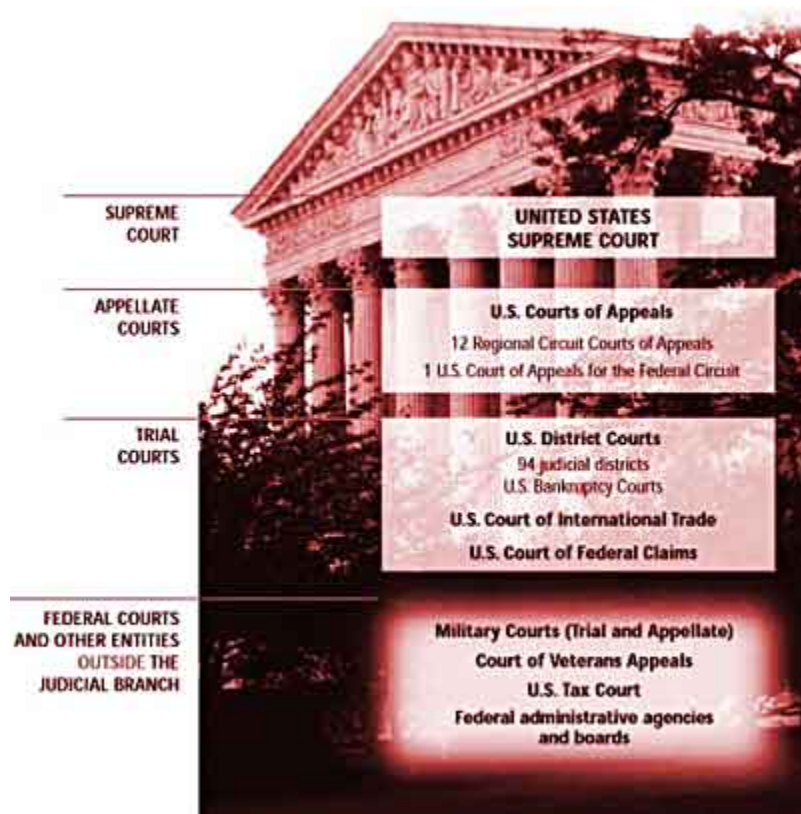 SUPREME
COURT
UNITED STATES
SUPREME COURT
APPELLATE
COURTS
U.S. Courts of Appeals
12 Regional Circuit Courts of Appeals
1 U.S. Court of Appeals for the Federal Circuit
TRIAL
COURTS
U.S. District Courts
94 judicial districts
U.S. Bankruptcy Courts
U.S. Court of International Trade
U.S. Court of Federal Claims
FEDERAL COURTS
AND OTHER ENTITIES
OUTSIDE THE
JUDICIAL BRANCH
Military Courts (Trial and Appellate)
Court of Veterans Appeals
U.S. Tax Court
Federal administrative agencies
and boards